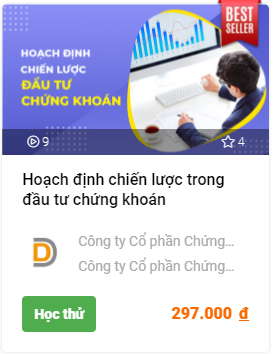 BEST
SELLER
HOẠCH ĐỊNH
CHIẾN LƯỢC
ĐẦU TƯ
CHỨNG KHOÁN
9
4
Hoạch định chiến lược trong
đầu tư chứng khoán
Công ty Cổ phần Chứng...
Công ty Cổ phần Chứng...
Học thử
297.000 đ